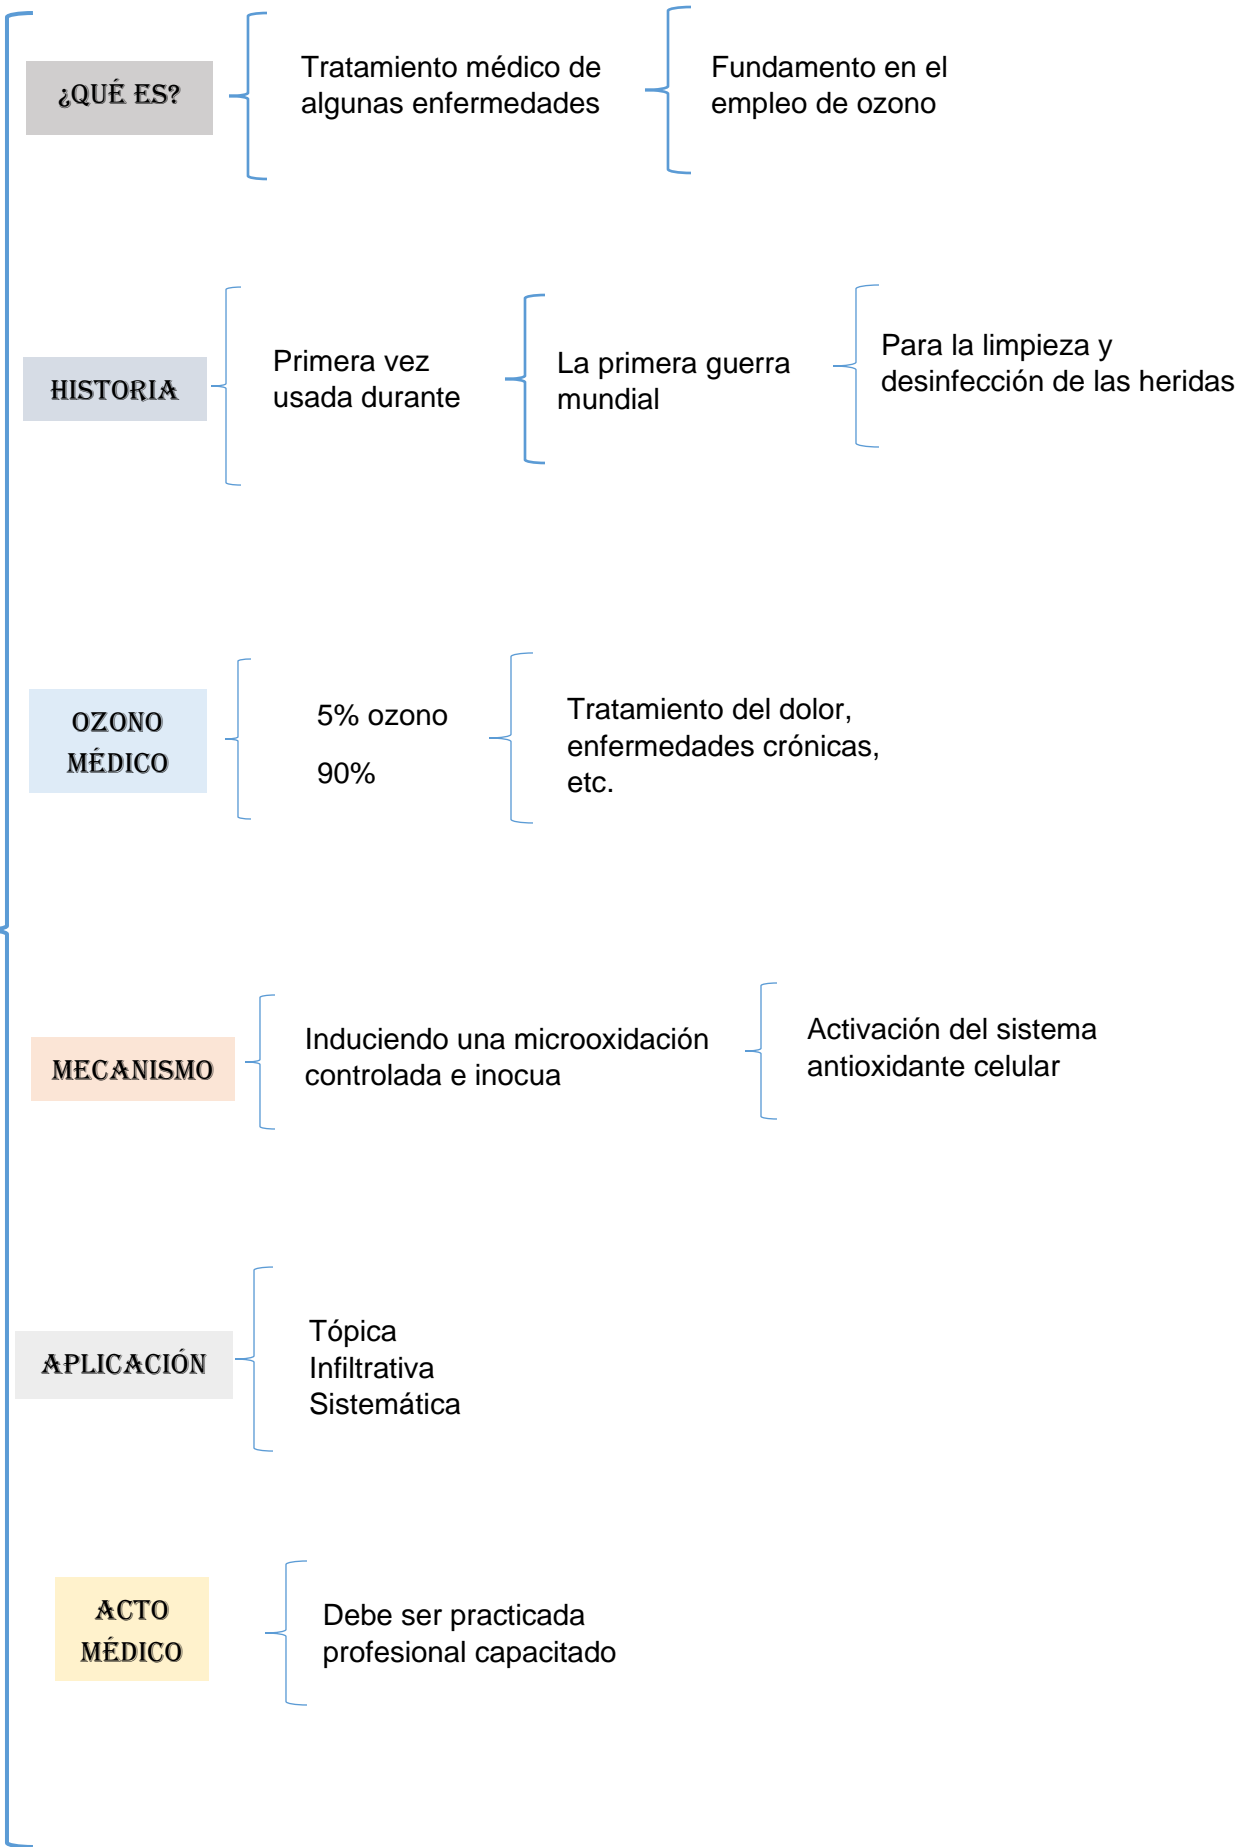 ¿QUÉ ES?
Tratamiento médico de
algunas enfermedades
Fundamento en el
empleo de ozono
HISTORIA
Primera vez
usada durante
La primera guerra
mundial
Para la limpieza y
desinfección de las heridas
OZONO
MÉDICO
5% ozono
90%
Tratamiento del dolor,
enfermedades crónicas,
etc.
MECANISMO
Induciendo una microoxidación
controlada e inocua
Activación del sistema
antioxidante celular
APLICACIÓN
Tópica
Infiltrativa
Sistemática
ACTO
MÉDICO
Debe ser practicada
profesional capacitado